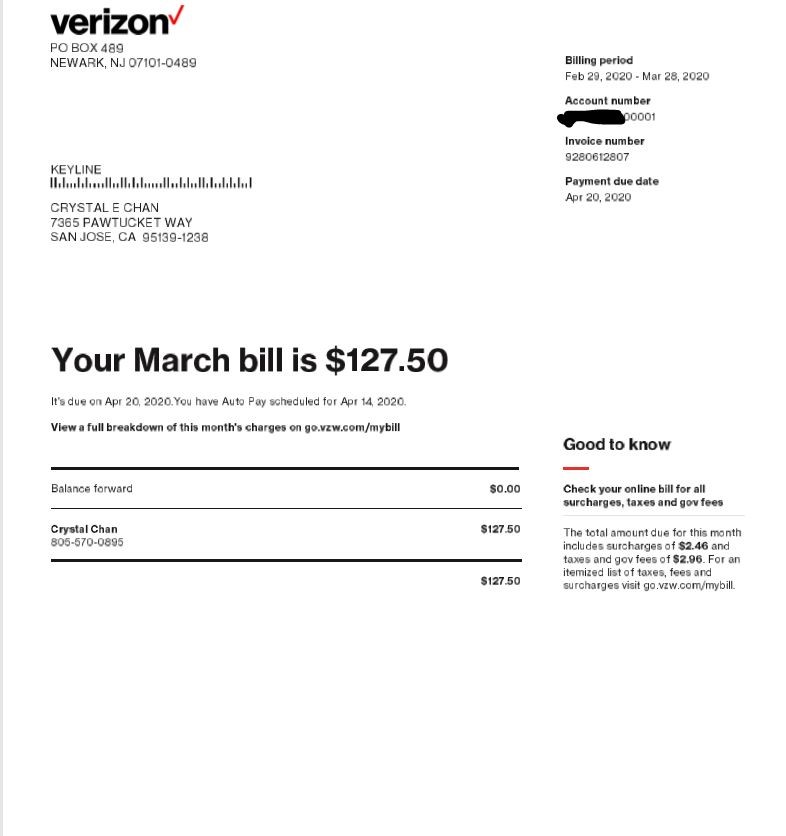 verizon
PO BOX 489
NEWARK, NJ 07101-0489
Billing period
Feb 29, 2020 - Mar 28, 2020
Account number
00001
Invoice number
9280612807
Payment due date
Apr 20, 2020
KEYLINE
CRYSTAL E CHAN
7365 PAWTUCKET WAY
SAN JOSE, CA 95139-1238
Your March bill is $127.50
It's due on Apr 20, 2020.You have Auto Pay scheduled for Apr 14, 2020.
View a full breakdown of this month's charges on go.vzw.com/mybill
Balance forward $0.00
Crystal Chan $127.50
805-570-0895
$127.50
Good to know
Check your online bill for all
surcharges, taxes and gov fees
The total amount due for this month
includes surcharges of $2.46 and
taxes and gov fees of $2.96. For an
itemized list of taxes, fees and
surcharges visit go.vzw.com/mybill.